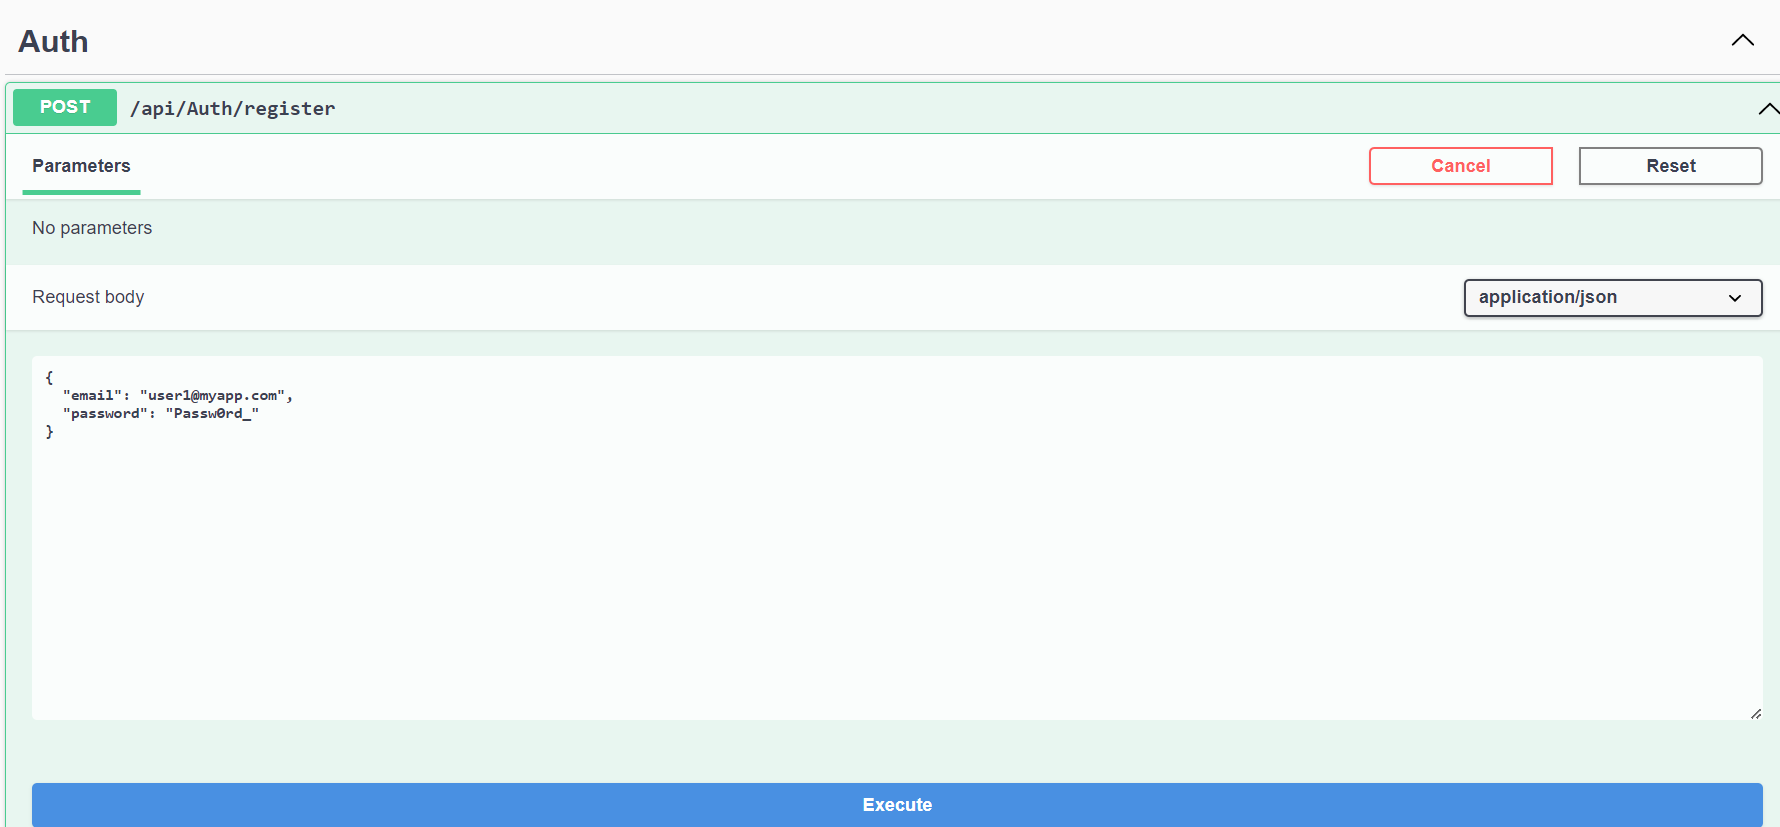 Auth
POST /api/Auth/register
Parameters
Cancel
Reset
No parameters
Request body
application/json
{
  "email": "user1@myapp.com",
  "password": "Passw0rd_"
}
Execute